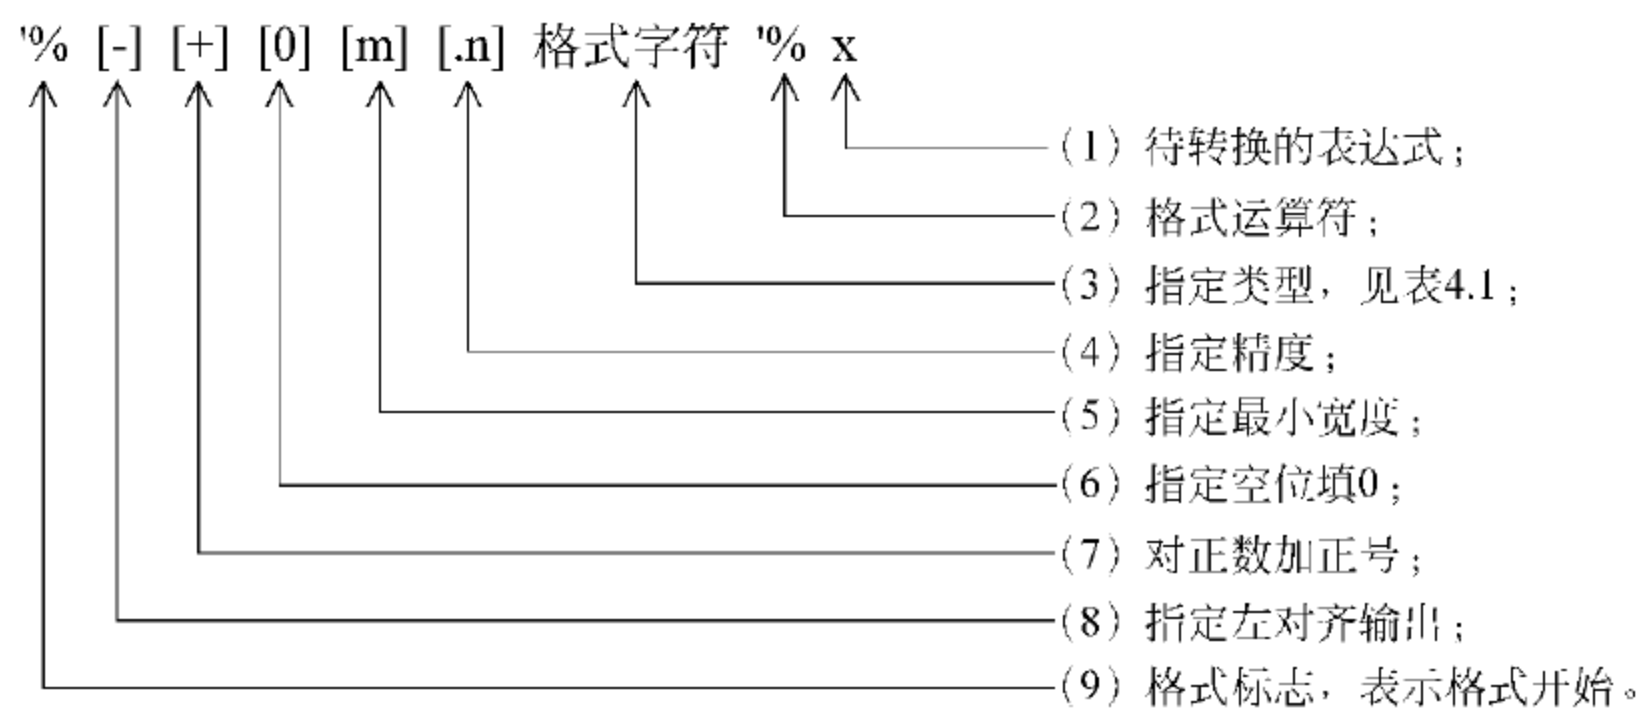 '% [-] [+] [0] [m] [.n] 格式字符 '% x
（1）待转换的表达式；
（2）格式运算符；
（3）指定类型，见表4.1；
（4）指定精度；
（5）指定最小宽度；
（6）指定空位填0；
（7）对正数加正号；
（8）指定左对齐输出；
（9）格式标志，表示格式开始。